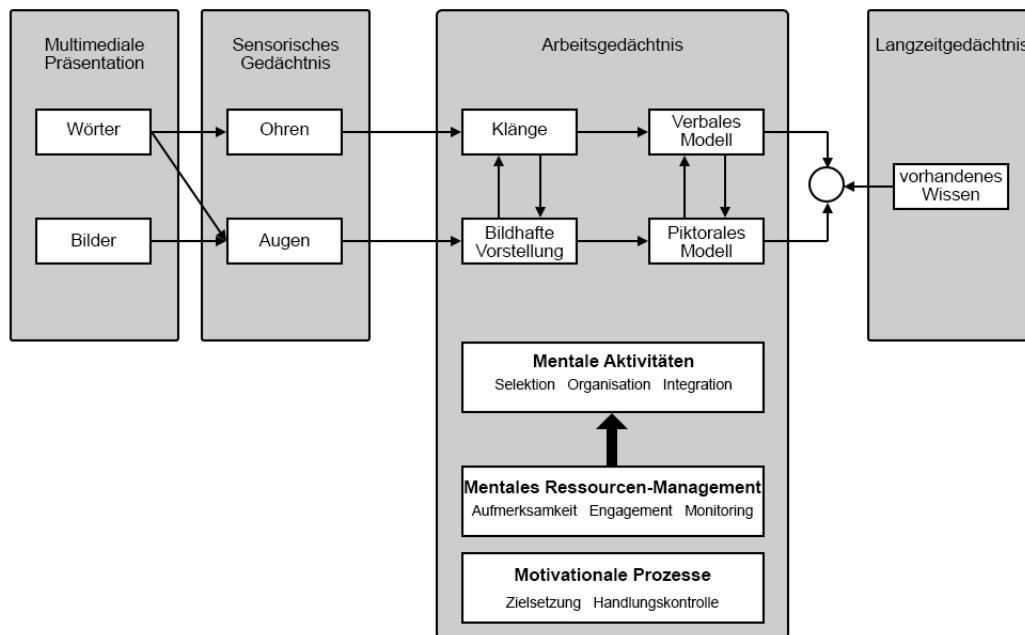 Multimediale
Präsentation
Sensorisches
Gedächtnis
Arbeitsgedächtnis
Langzeitgedächtnis
Wörter
Ohren
Klänge
Verbales
Modell
vorhandenes
Wissen
Bilder
Augen
Bildhafte
Vorstellung
Piktorales
Modell
Mentale Aktivitäten
Selektion Organisation Integration
Mentales Ressourcen-Management
Aufmerksamkeit Engagement Monitoring
Motivationale Prozesse
Zielsetzung Handlungskontrolle